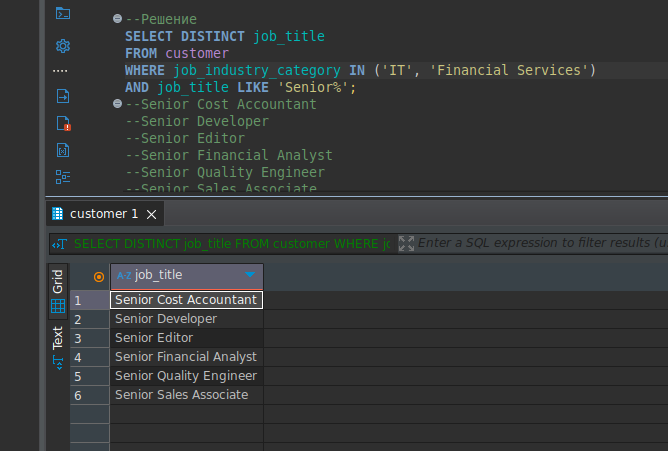 --Решение
SELECT DISTINCT job_title
FROM customer
WHERE job_industry_category IN ('IT', 'Financial Services')
AND job_title LIKE 'Senior%';
--Senior Cost Accountant
--Senior Developer
--Senior Editor
--Senior Financial Analyst
--Senior Quality Engineer
--Senior Sales Associate
customer 1
SELECT DISTINCT job_title FROM customer WHERE jo
Enter a SQL expression to filter results (u
Grid
Text
A-Z job_title
1 Senior Cost Accountant
2 Senior Developer
3 Senior Editor
4 Senior Financial Analyst
5 Senior Quality Engineer
6 Senior Sales Associate